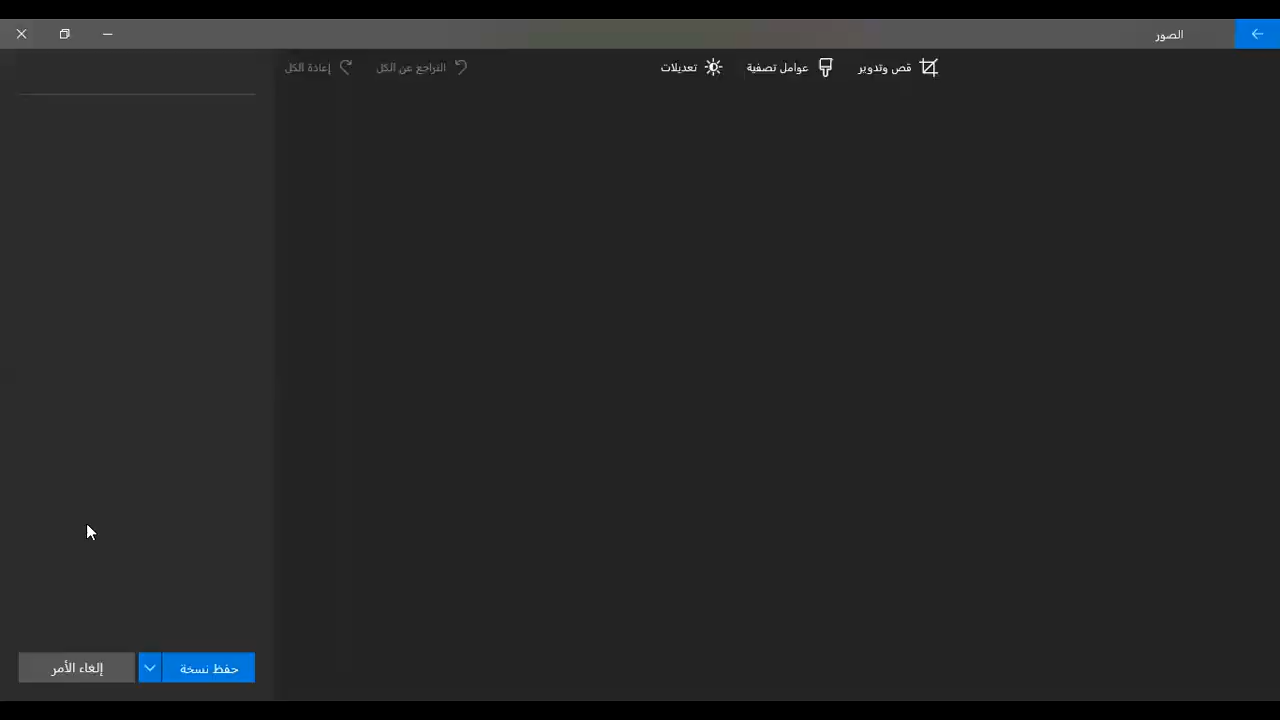 الصور
قص وتدوير
عوامل تصفية
تعديلات
التراجع عن الكل
إعادة الكل
حفظ نسخة
إلغاء الأمر